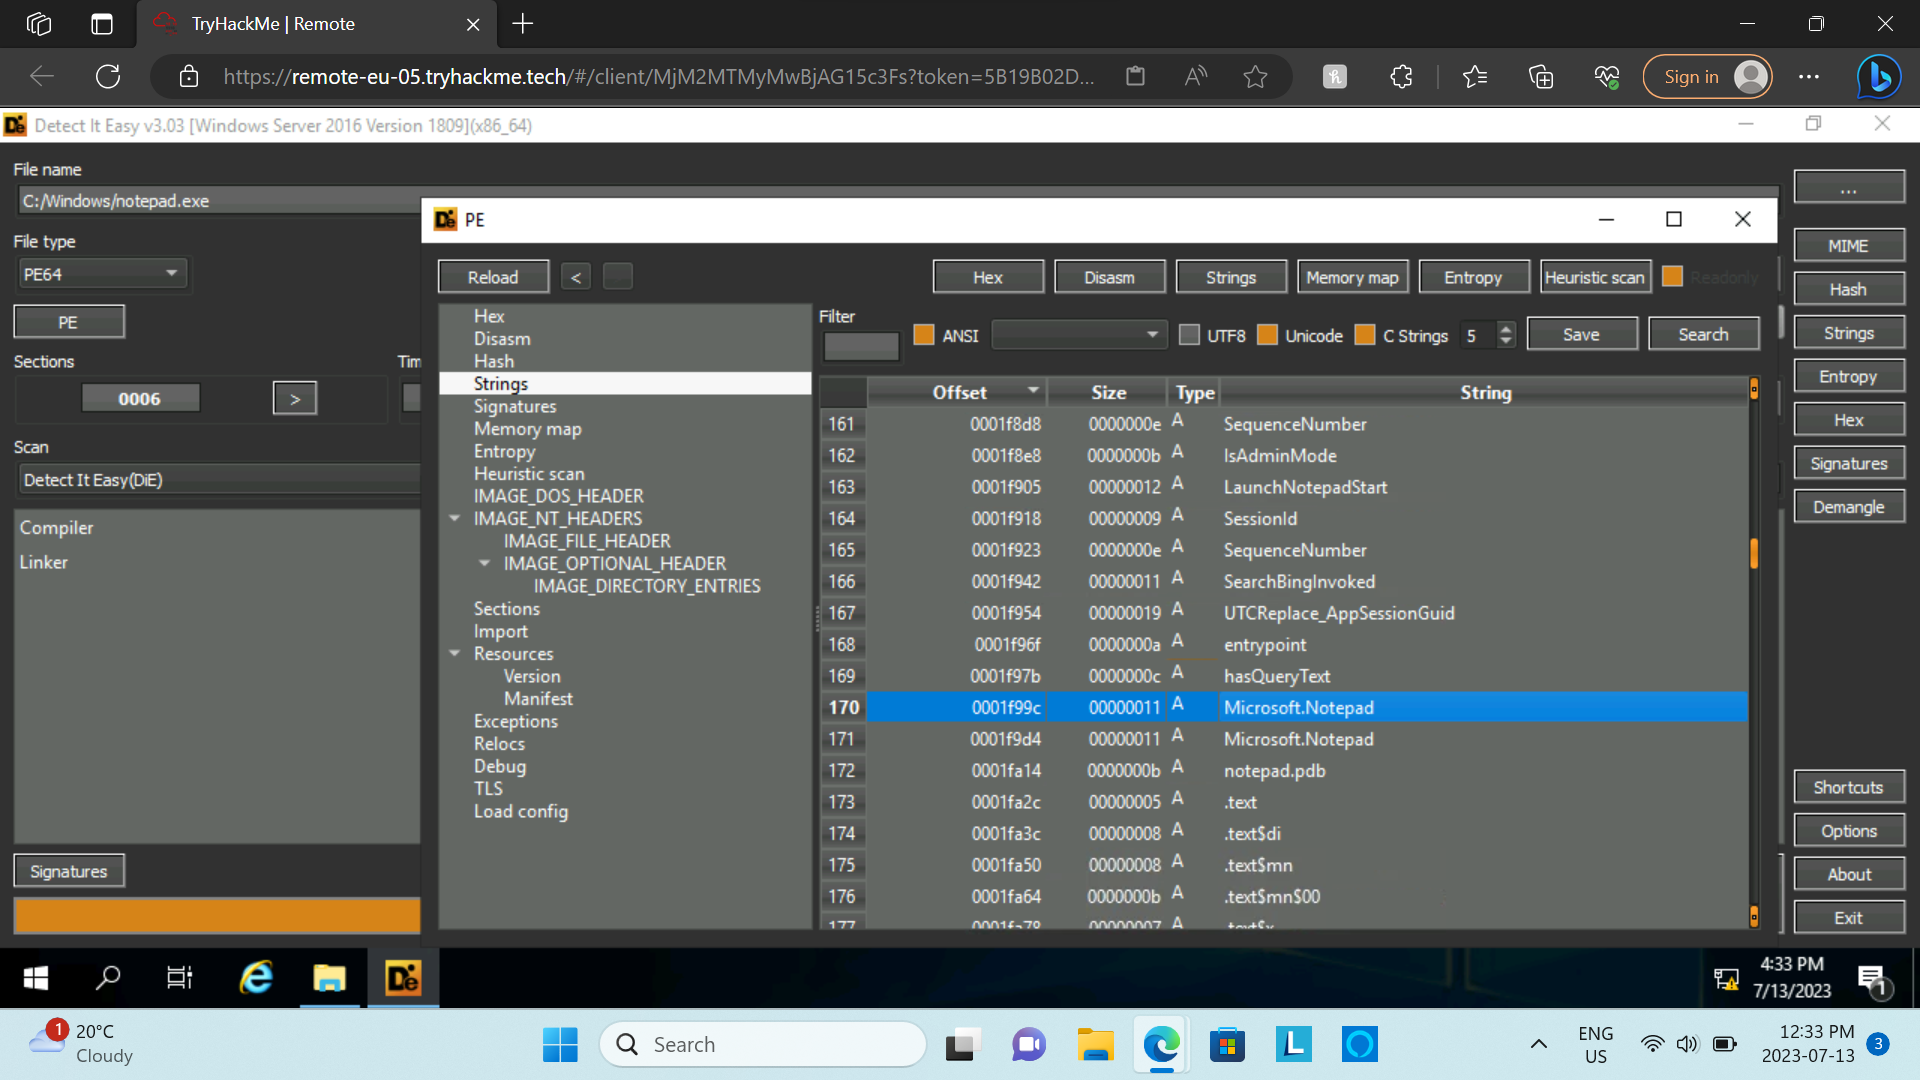 TryHackMe | Remote
https://remote-eu-05.tryhackme.tech/#/client/MjM2MTMyMwBjAG15c3Fs?token=5B19B02D...
Sign in
Detect It Easy v3.03 [Windows Server 2016 Version 1809](x86_64)
File name
C:/Windows/notepad.exe
...
PE
File type
PE64
MIME
Reload
<
Hex
Disasm
Strings
Memory map
Entropy
Heuristic scan
Readonly
Hash
PE
Hex
Disasm
Hash
Strings
Signatures
Memory map
Entropy
Heuristic scan
IMAGE_DOS_HEADER
IMAGE_NT_HEADERS
IMAGE_FILE_HEADER
IMAGE_OPTIONAL_HEADER
IMAGE_DIRECTORY_ENTRIES
Sections
Import
Resources
Version
Manifest
Exceptions
Relocs
Debug
TLS
Load config
Filter
ANSI
UTF8
Unicode
C Strings
5
Save
Search
Offset Size Type String
161 0001f8d8 0000000e A SequenceNumber
162 0001f8e8 0000000b A IsAdminMode
163 0001f905 00000012 A LaunchNotepadStart
164 0001f918 00000009 A SessionId
165 0001f923 0000000e A SequenceNumber
166 0001f942 00000011 A SearchBingInvoked
167 0001f954 00000019 A UTCReplace_AppSessionGuid
168 0001f96f 0000000a A entrypoint
169 0001f97b 0000000c A hasQueryText
170 0001f99c 00000011 A Microsoft.Notepad
171 0001f9d4 00000011 A Microsoft.Notepad
172 0001fa14 0000000b A notepad.pdb
173 0001fa2c 00000005 A .text
174 0001fa3c 00000008 A .text$di
175 0001fa50 00000008 A .text$mn
176 0001fa64 0000000b A .text$mn$00
177 0001fa78 00000007 A .text$x
Sections
Tim
0006
>
Scan
Detect It Easy(DiE)
Compiler
Linker
Signatures
Strings
Entropy
Hex
Signatures
Demangle
Shortcuts
Options
About
Exit
4:33 PM
7/13/2023
1
1
20°C
Cloudy
Search
ENG
US
12:33 PM
2023-07-13
3